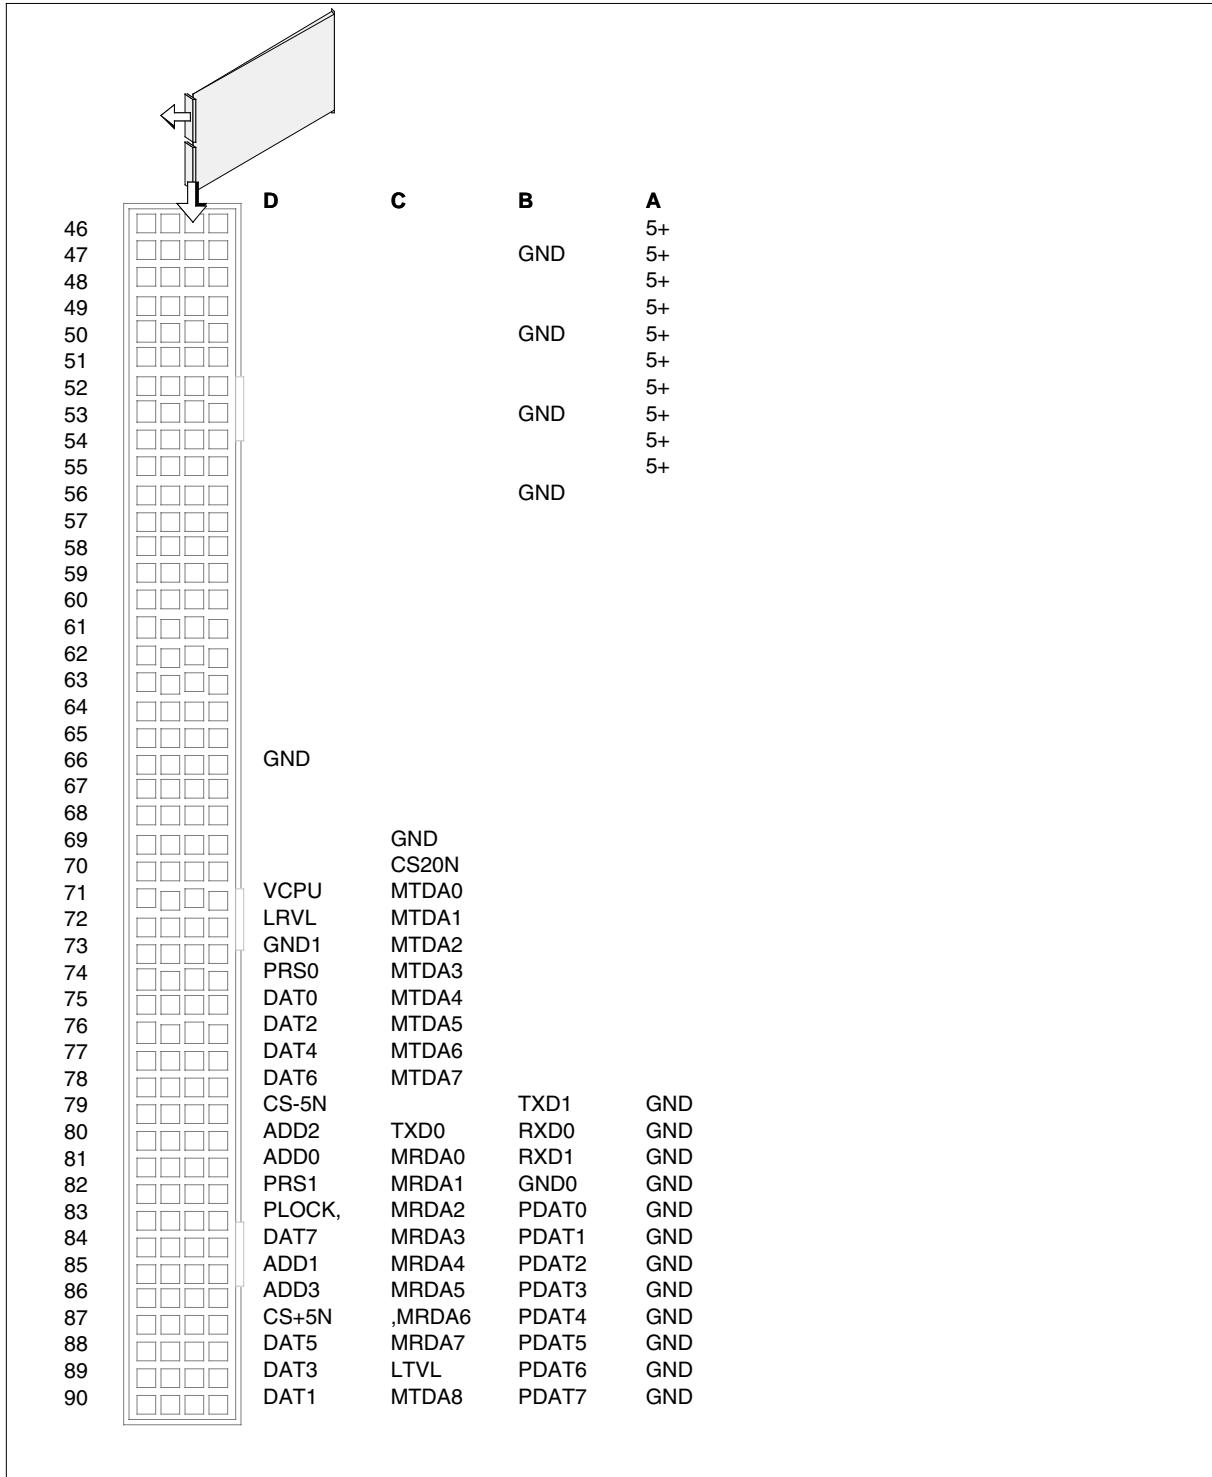 D C B A
46 5+
47 GND 5+
48 5+
49 5+
50 GND 5+
51 5+
52 5+
53 GND 5+
54 5+
55 5+
56 GND
57
58
59
60
61
62
63
64
65
66 GND
67
68
69 GND
70 CS20N
71 VCPU MTDA0
72 LRVL MTDA1
73 GND1 MTDA2
74 PRS0 MTDA3
75 DAT0 MTDA4
76 DAT2 MTDA5
77 DAT4 MTDA6
78 DAT6 MTDA7
79 CS-5N TXD1 GND
80 ADD2 TXD0 RXD0 GND
81 ADD0 MRDA0 RXD1 GND
82 PRS1 MRDA1 GND0 GND
83 PLOCK, MRDA2 PDAT0 GND
84 DAT7 MRDA3 PDAT1 GND
85 ADD1 MRDA4 PDAT2 GND
86 ADD3 MRDA5 PDAT3 GND
87 CS+5N ,MRDA6 PDAT4 GND
88 DAT5 MRDA7 PDAT5 GND
89 DAT3 LTVL PDAT6 GND
90 DAT1 MTDA8 PDAT7 GND